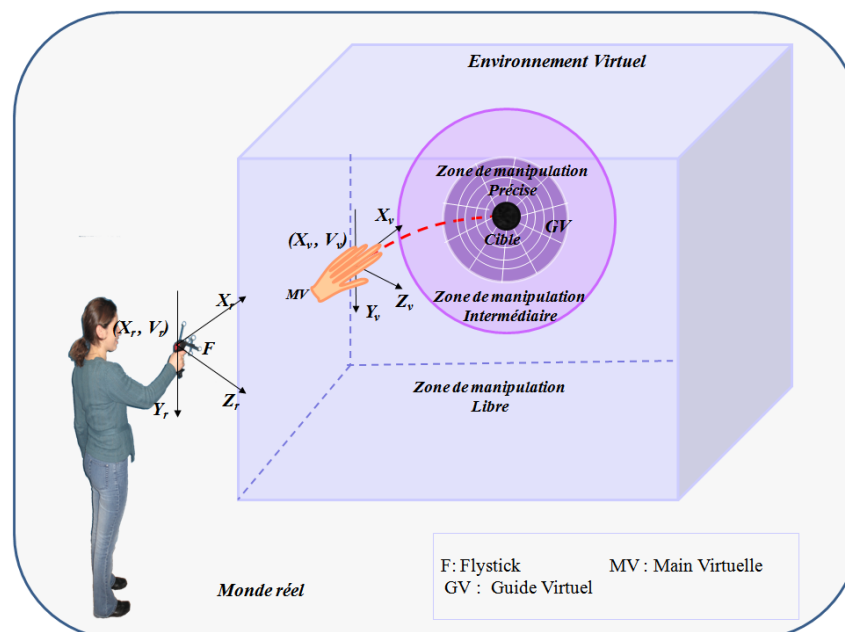 Environnement Virtuel
Zone de manipulation
Précise
GV
Cible
Zone de manipulation
Intermédiaire
Zone de manipulation
Libre
Xv
(Xv, Vv)
MV
Zv
Yv
Xr
(Xr, Vr)
F
Zr
Yr
Monde réel
F: Flystick MV : Main Virtuelle
GV : Guide Virtuel